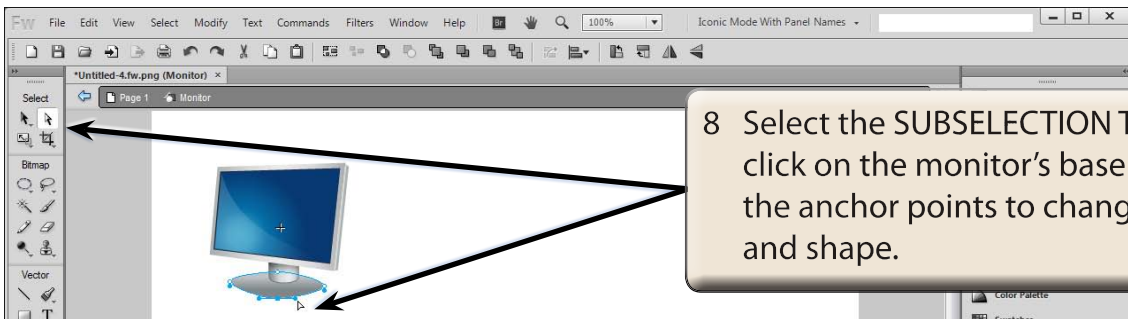 Fw File Edit View Select Modify Text Commands Filters Window Help Br 100% Iconic Mode With Panel Names
*Untitled-4.fw.png (Monitor) ×
Select
Page 1 Monitor
Bitmap
Vector
T
8 Select the SUBSELECTION T
click on the monitor's base
the anchor points to chang
and shape.
Color Palette
Swatches